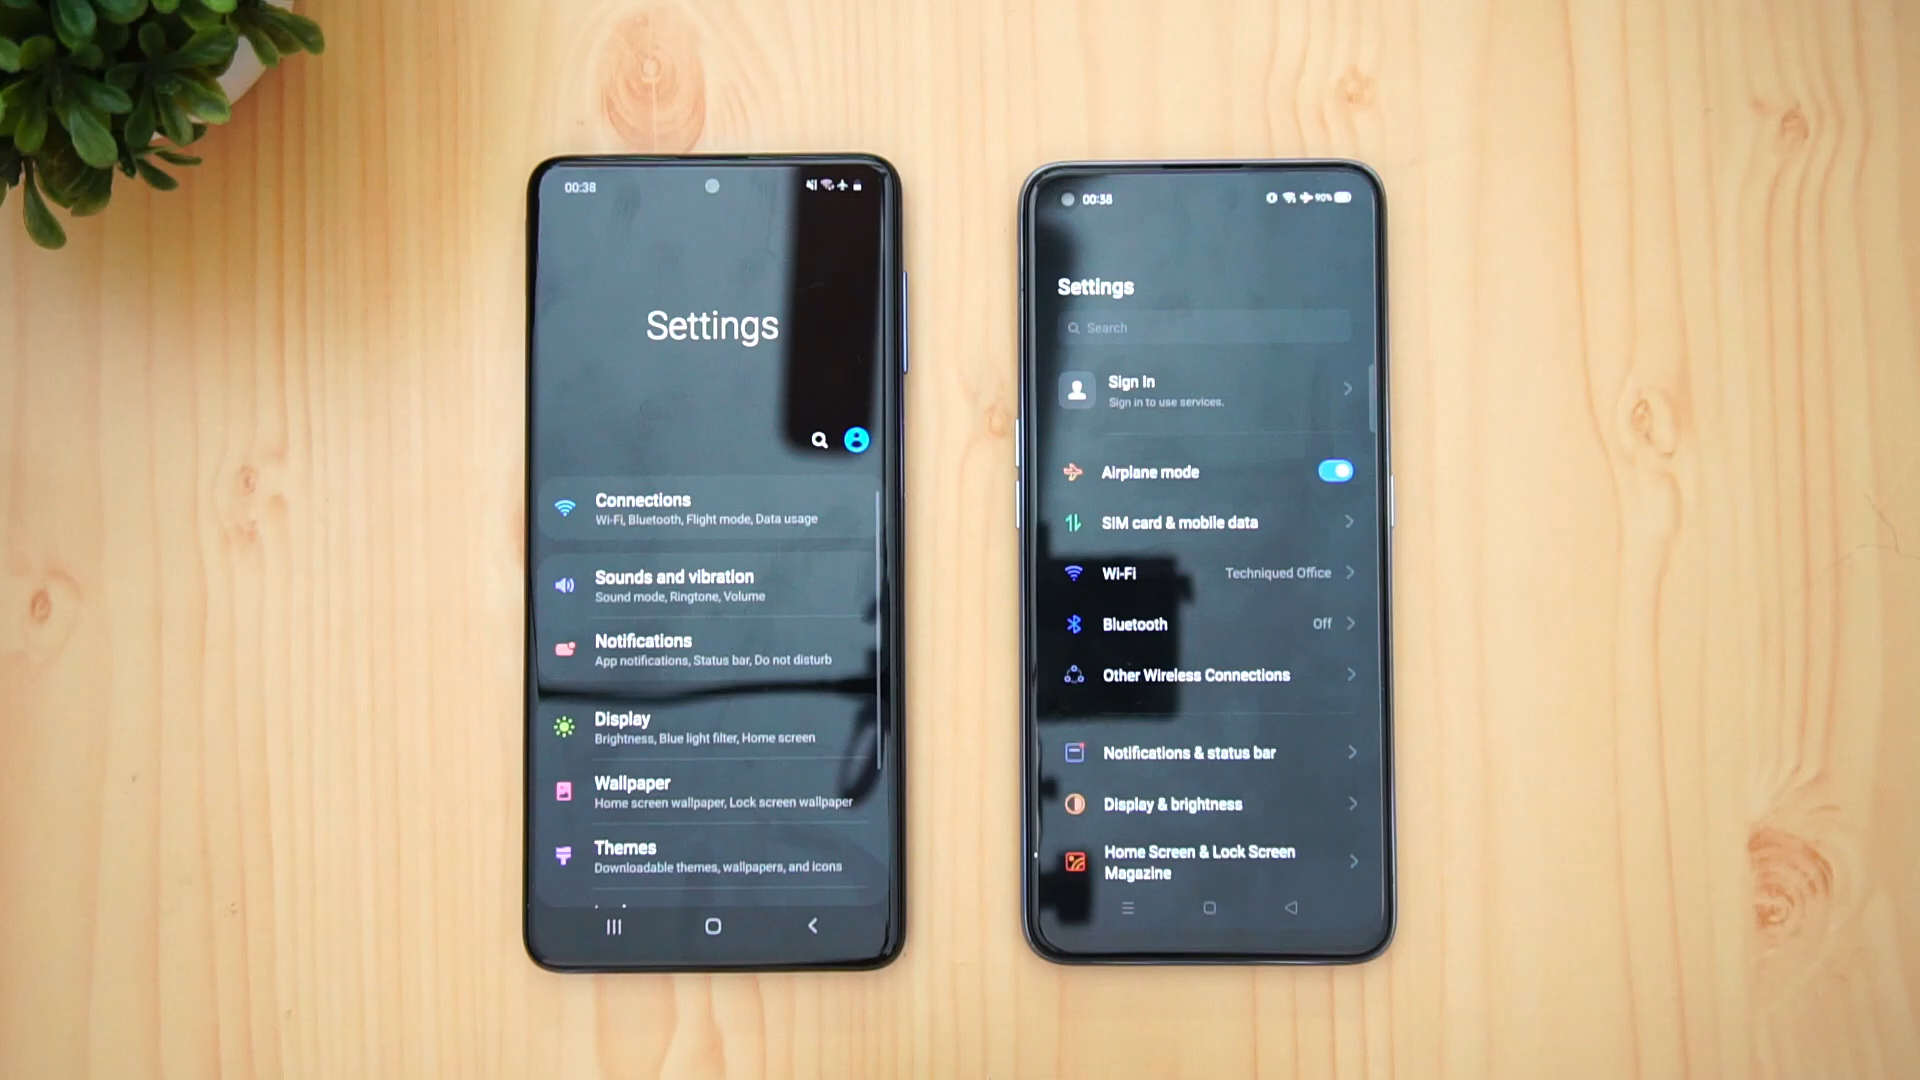 00:38
Settings
Connections
Wi-Fi, Bluetooth, Flight mode, Data usage
Sounds and vibration
Sound mode, Ringtone, Volume
Notifications
App notifications, Status bar, Do not disturb
Display
Brightness, Blue light filter, Home screen
Wallpaper
Home screen wallpaper, Lock screen wallpaper
Themes
Downloadable themes, wallpapers, and icons
00:38
90%
Settings
Search
Sign In
Sign in to use services.
Airplane mode
SIM card & mobile data
Wi-Fi Techniqued Office
Bluetooth Off
Other Wireless Connections
Notifications & status bar
Display & brightness
Home Screen & Lock Screen
Magazine